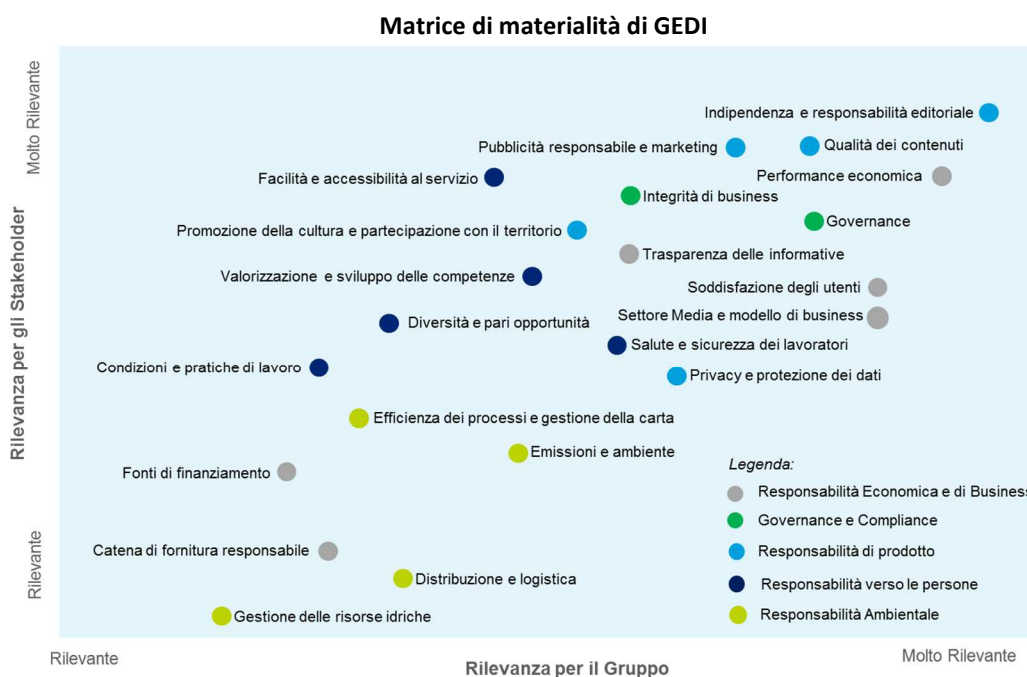 Matrice di materialità di GEDI
Molto Rilevante
Rilevanza per gli Stakeholder
Rilevante
Indipendenza e responsabilità editoriale
Pubblicità responsabile e marketing
Qualità dei contenuti
Facilità e accessibilità al servizio
Performance economica
Integrità di business
Governance
Promozione della cultura e partecipazione con il territorio
Trasparenza delle informative
Valorizzazione e sviluppo delle competenze
Soddisfazione degli utenti
Settore Media e modello di business
Diversità e pari opportunità
Salute e sicurezza dei lavoratori
Condizioni e pratiche di lavoro
Privacy e protezione dei dati
Efficienza dei processi e gestione della carta
Emissioni e ambiente
Fonti di finanziamento
Catena di fornitura responsabile
Distribuzione e logistica
Gestione delle risorse idriche
Legenda:
Responsabilità Economica e di Business
Governance e Compliance
Responsabilità di prodotto
Responsabilità verso le persone
Responsabilità Ambientale
Rilevante
Rilevanza per il Gruppo
Molto Rilevante